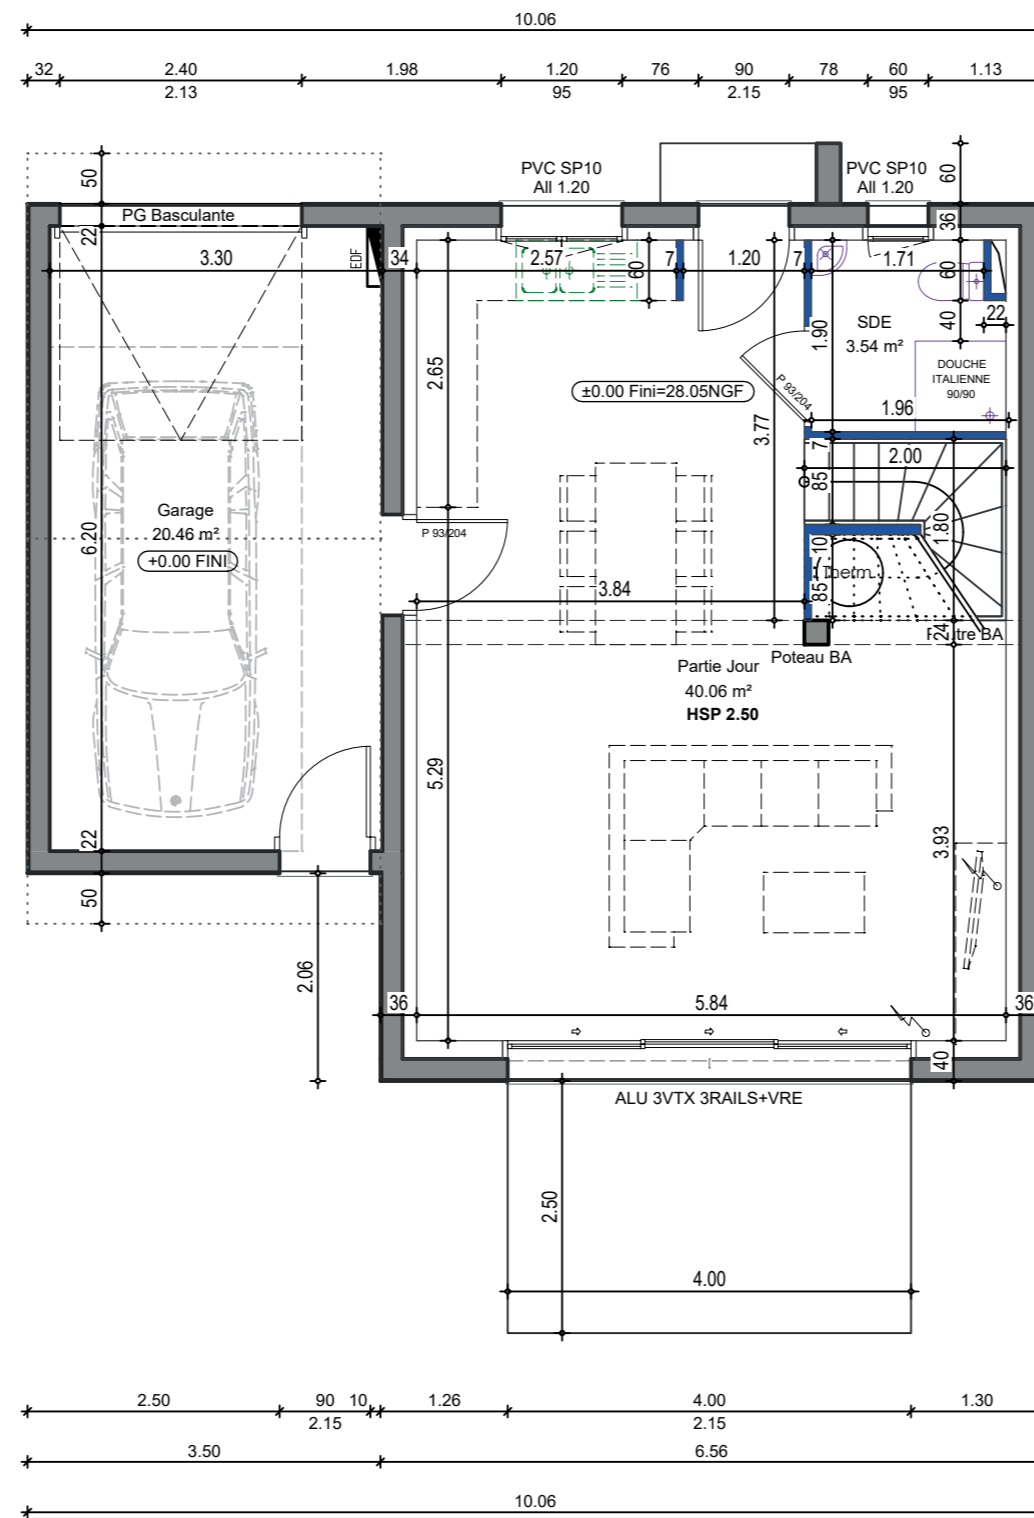 10.06
32 2.40 1.98 1.20 76 90 78 60 1.13
2.13 95 2.15 95
50
PVC SP10
All 1.20
PVC SP10
All 1.20
60
PG Basculante
22
36
EDF
3.30
34
2.57
60
7
1.20
7
1.71
60
22
40
1.90
SDE
3.54 m²
DOUCHE
ITALIENNE
90/90
2.65
±0.00 Fini=28.05NGF
P 93/204
1.96
3.77
7
2.00
85
Garage
20.46 m²
+0.00 FINI
6.20
P 93/204
1.80
10
Therm
85
3.84
24
Poteau BA
BA
Partie Jour
40.06 m²
HSP 2.50
5.29
3.93
22
50
2.06
36
5.84
36
40
ALU 3VTX 3RAILS+VRE
2.50
4.00
2.50 90 10 1.26 4.00 1.30
2.15 2.15
3.50 6.56
10.06